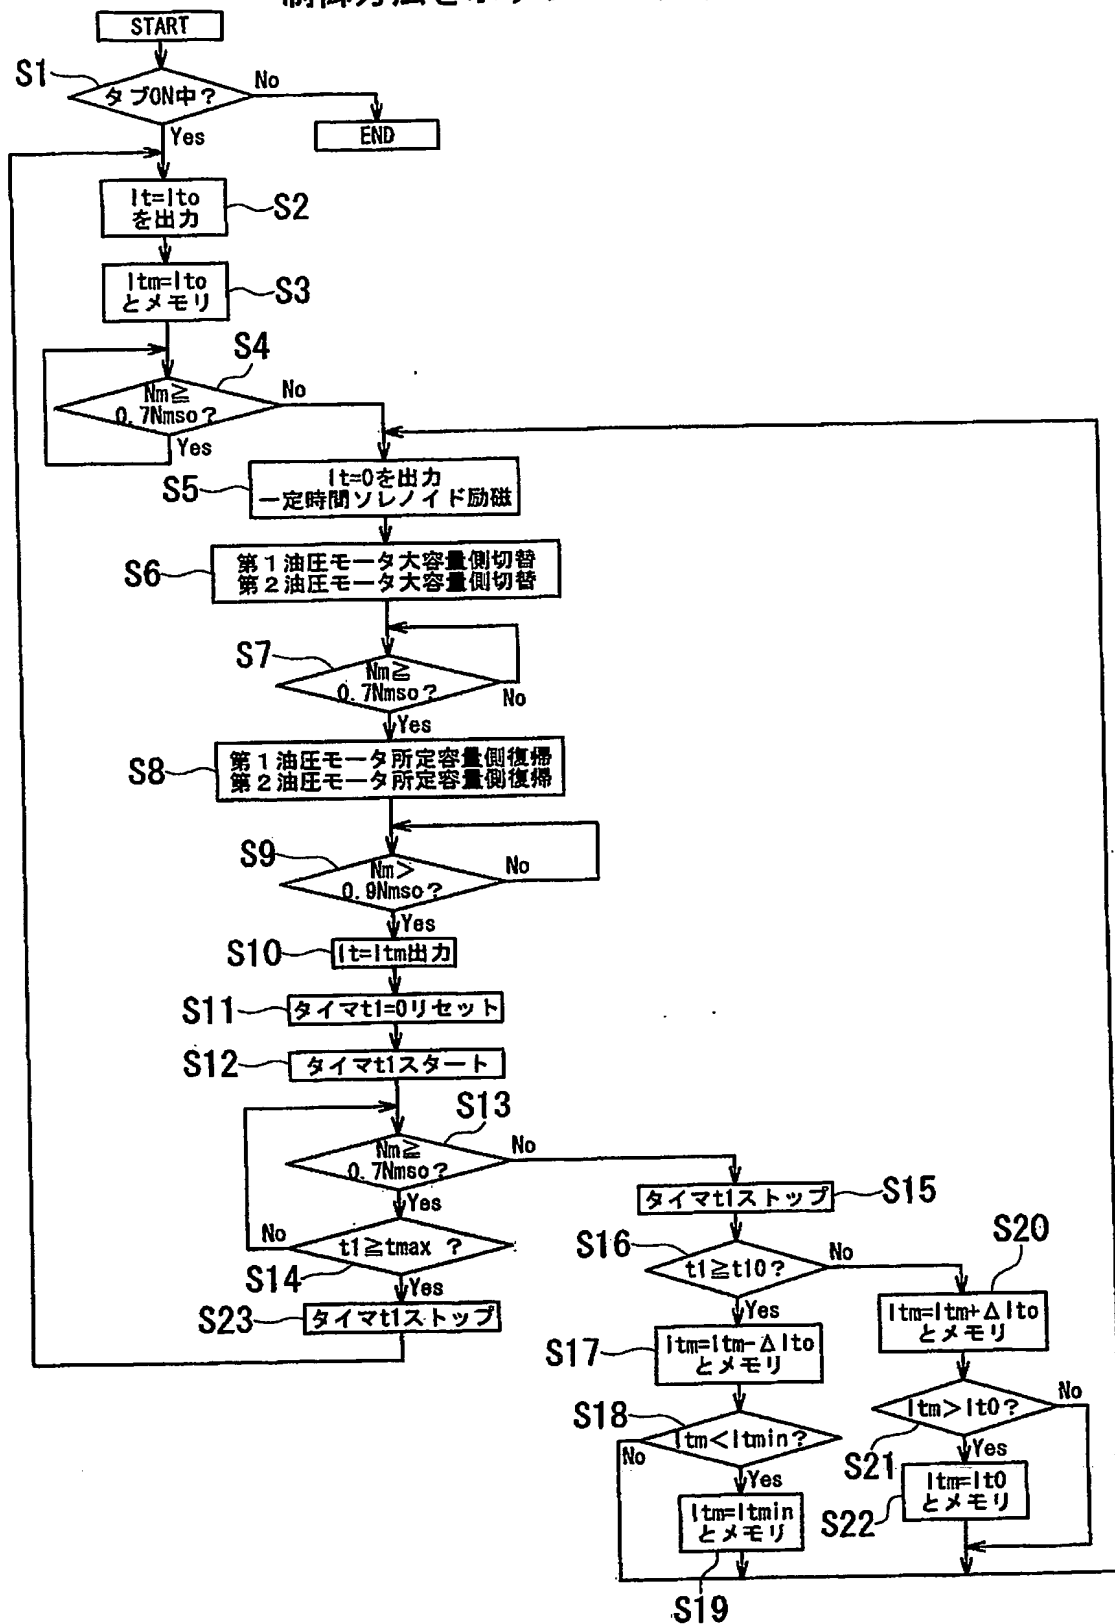 START
S1
タブON中？
No
END
Yes
It=Ito
を出力
S2
Itm=Ito
とメモリ
S3
S4
Nm≧
0.7Nmso？
No
Yes
S5
It=0を出力
一定時間ソレノイド励磁
S6
第1油圧モータ大容量側切替
第2油圧モータ大容量側切替
S7
Nm≧
0.7Nmso？
No
Yes
S8
第1油圧モータ所定容量側復帰
第2油圧モータ所定容量側復帰
S9
Nm＞
0.9Nmso？
No
Yes
S10
It=Itm出力
S11
タイマt1=0リセット
S12
タイマt1スタート
S13
Nm≧
0.7Nmso？
No
Yes
t1≧tmax ？
No
S14
Yes
S23
タイマt1ストップ
タイマt1ストップ
S15
S16
t1≧t10？
No
Yes
S17
Itm=Itm-ΔIto
とメモリ
S18
Itm＜Itmin？
No
Yes
Itm=Itmin
とメモリ
S19
S20
Itm=Itm+ΔIto
とメモリ
Itm＞It0？
No
S21
Yes
Itm=It0
とメモリ
S22